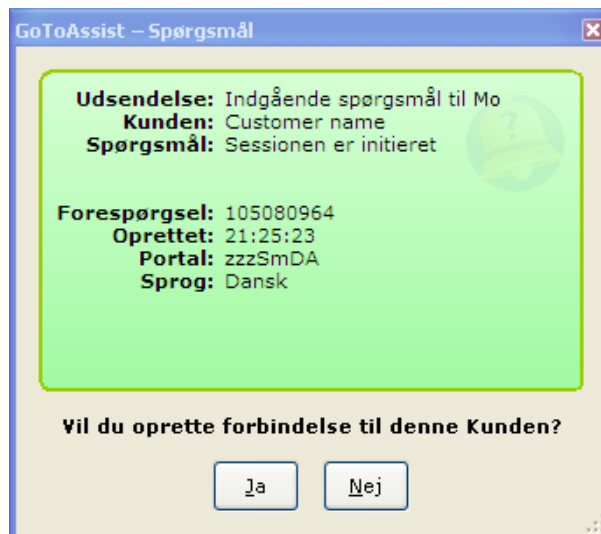 GoToAssist – Spørgsmål
Udsendelse: Indgående spørgsmål til Mo
Kunden: Customer name
Spørgsmål: Sessionen er initieret
Forespørgsel: 105080964
Oprettet: 21:25:23
Portal: zzzSmDA
Sprog: Dansk
Vil du oprette forbindelse til denne Kunden?
Ja Nej